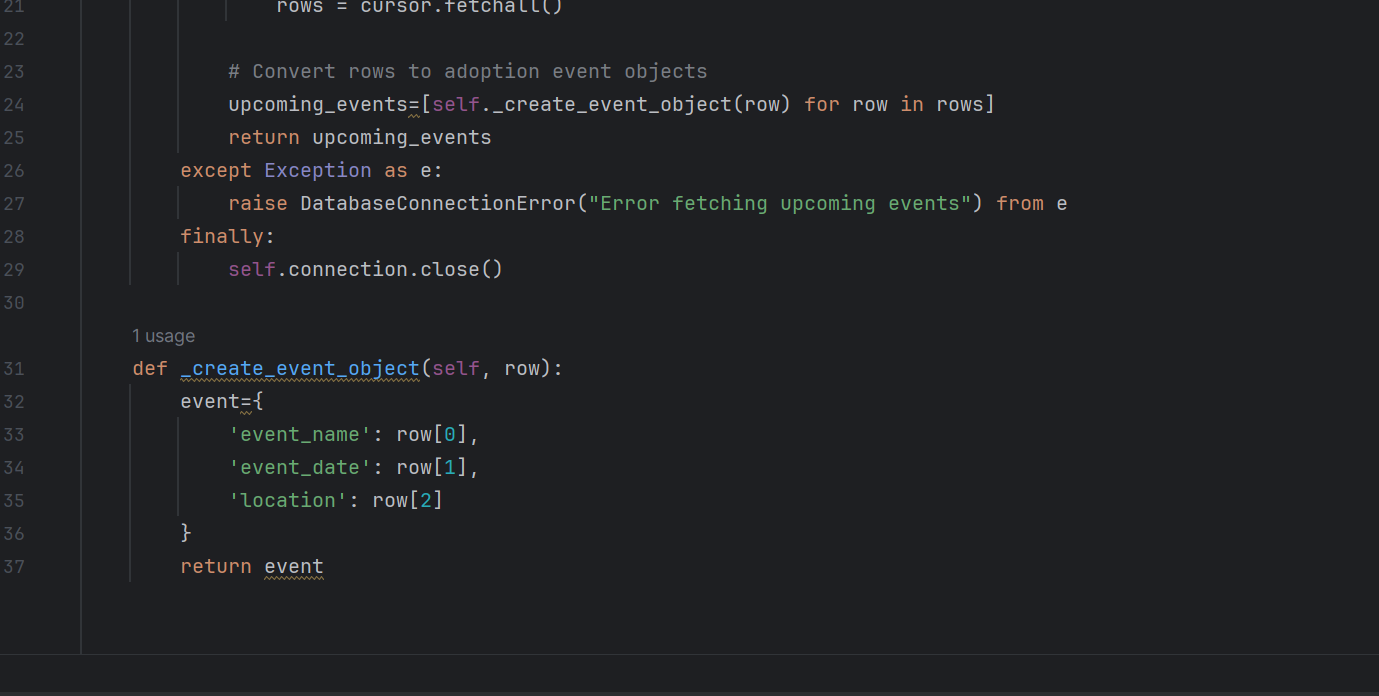 21 rows = cursor.fetchall()
22
23 # Convert rows to adoption event objects
24 upcoming_events=[self._create_event_object(row) for row in rows]
25 return upcoming_events
26 except Exception as e:
27 raise DatabaseConnectionError("Error fetching upcoming events") from e
28 finally:
29 self.connection.close()
30
1 usage
31 def _create_event_object(self, row):
32 event={
33 'event_name': row[0],
34 'event_date': row[1],
35 'location': row[2]
36 }
37 return event